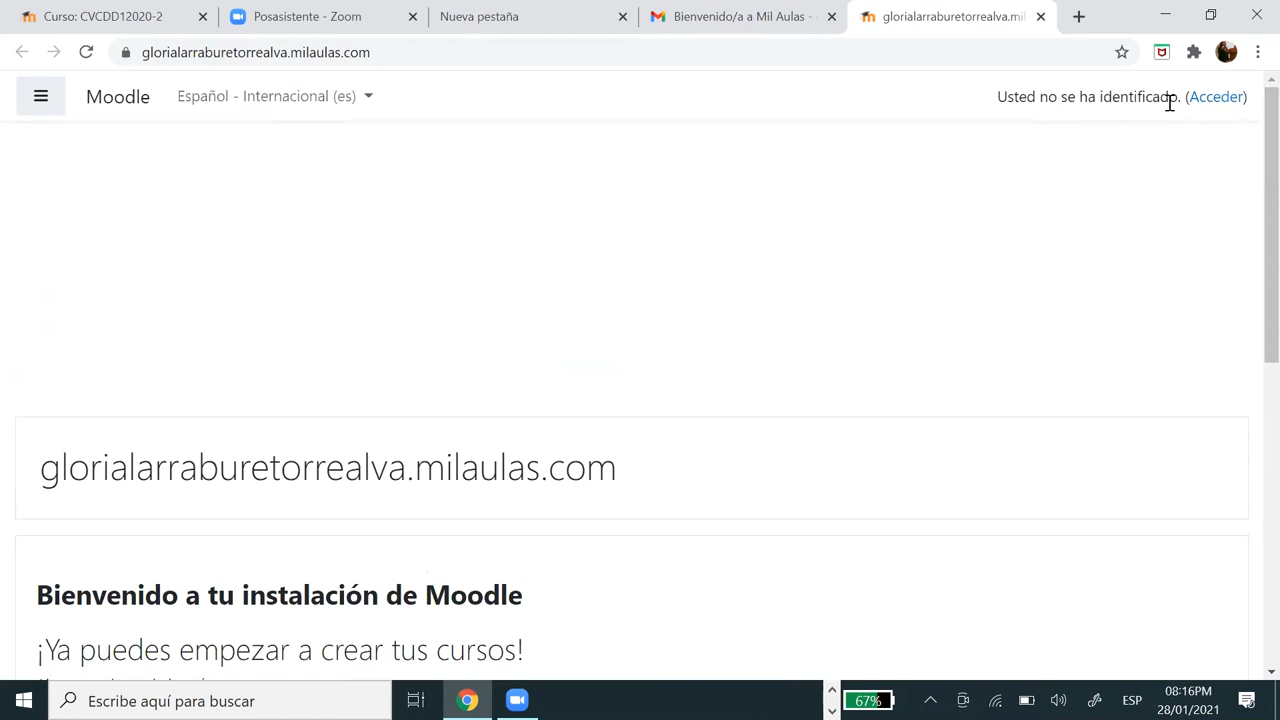 Curso: CVCDD12020-2
Posasistente - Zoom
Nueva pestaña
Bienvenido/a a Mil Aulas -
glorialarraburetorrealva.mil
glorialarraburetorrealva.milaulas.com
Moodle
Español - Internacional (es)
Usted no se ha identificado. (Acceder)
glorialarraburetorrealva.milaulas.com
Bienvenido a tu instalación de Moodle
¡Ya puedes empezar a crear tus cursos!
Escribe aquí para buscar
67%
ESP
08:16PM
28/01/2021